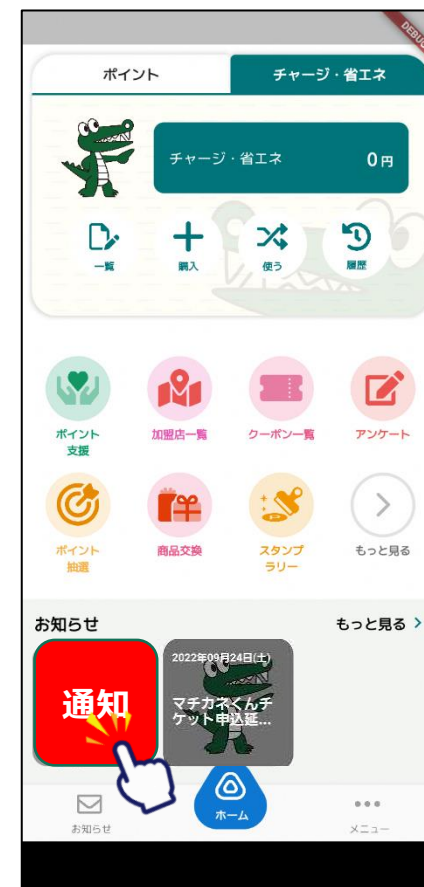 DEBUG
ポイント
チャージ・省エネ
チャージ・省エネ
0円
一覧
購入
使う
履歴
ポイント
支援
加盟店一覧
クーポン一覧
アンケート
ポイント
抽選
商品交換
スタンプ
ラリー
もっと見る
お知らせ
もっと見る
通知
2022年09月24日(土)
マチカネくんチ
ケット申込延...
お知らせ
ホーム
メニュー